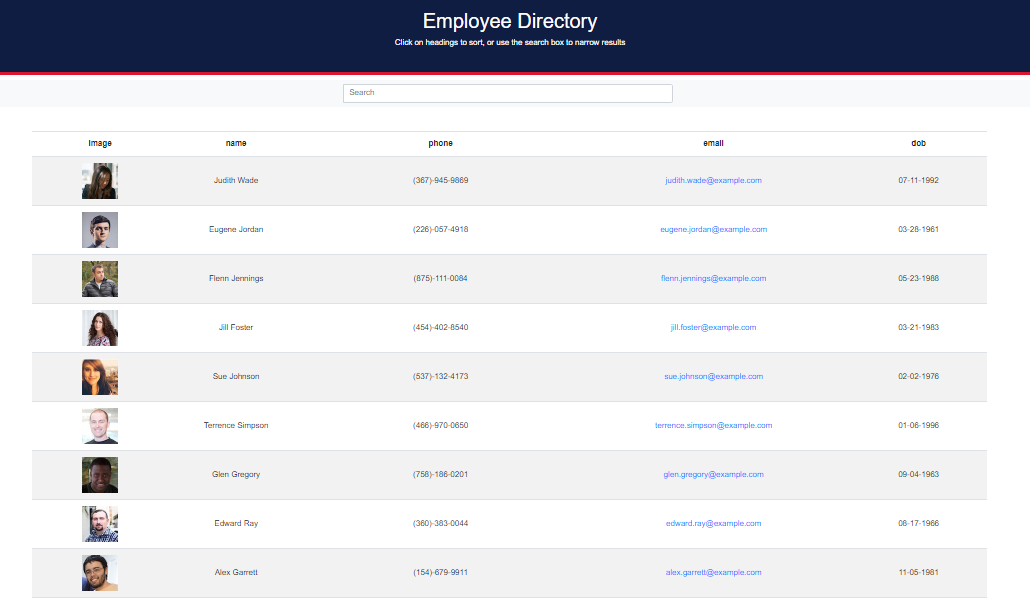 Employee Directory
Click on headings to sort, or use the search box to narrow results
Search
Image name phone email dob
Judith Wade (367)-945-9869 judith.wade@example.com 07-11-1992
Eugene Jordan (226)-057-4918 eugene.jordan@example.com 03-28-1961
Flenn Jennings (875)-111-0084 flenn.jennings@example.com 05-23-1988
Jill Foster (454)-402-8540 jill.foster@example.com 03-21-1983
Sue Johnson (537)-132-4173 sue.johnson@example.com 02-02-1976
Terrence Simpson (466)-970-0650 terrence.simpson@example.com 01-06-1996
Glen Gregory (758)-186-0201 glen.gregory@example.com 09-04-1963
Edward Ray (360)-383-0044 edward.ray@example.com 08-17-1966
Alex Garrett (154)-679-9911 alex.garrett@example.com 11-05-1981